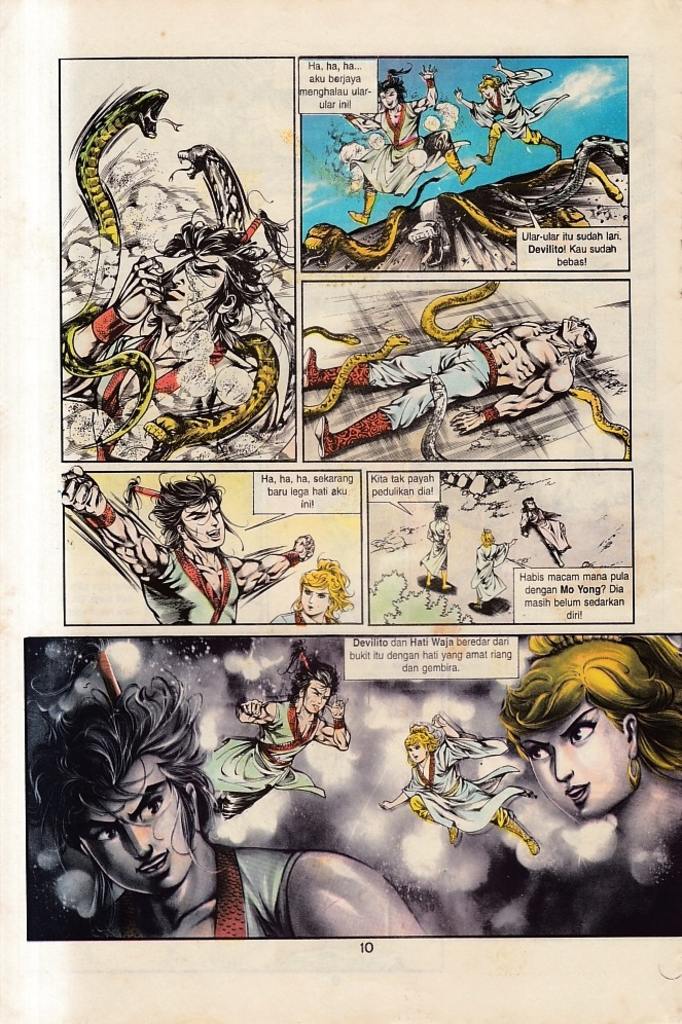 Ha, ha, ha...
aku berjaya
menghalau ular-
ular ini!
Ular-ular itu sudah lari.
Devilito! Kau sudah
bebas!
Ha, ha, ha, sekarang
baru lega hati aku
ini!
Kita tak payah
pedulikan dia!
Habis macam mana pula
dengan Mo Yong? Dia
masih belum sedarkan
diri!
Devilito dan Hati Waja beredar dari
bukit itu dengan hati yang amat riang
dan gembira.
10